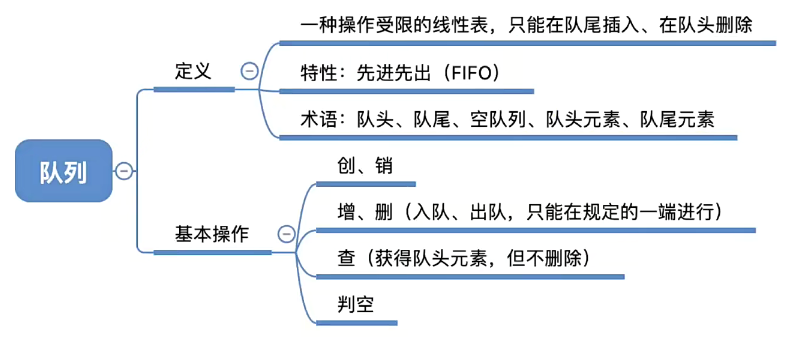 队列
定义
一种操作受限的线性表，只能在队尾插入、在队头删除
特性：先进先出（FIFO）
术语：队头、队尾、空队列、队头元素、队尾元素
基本操作
创、销
增、删（入队、出队，只能在规定的一端进行）
查（获得队头元素，但不删除）
判空